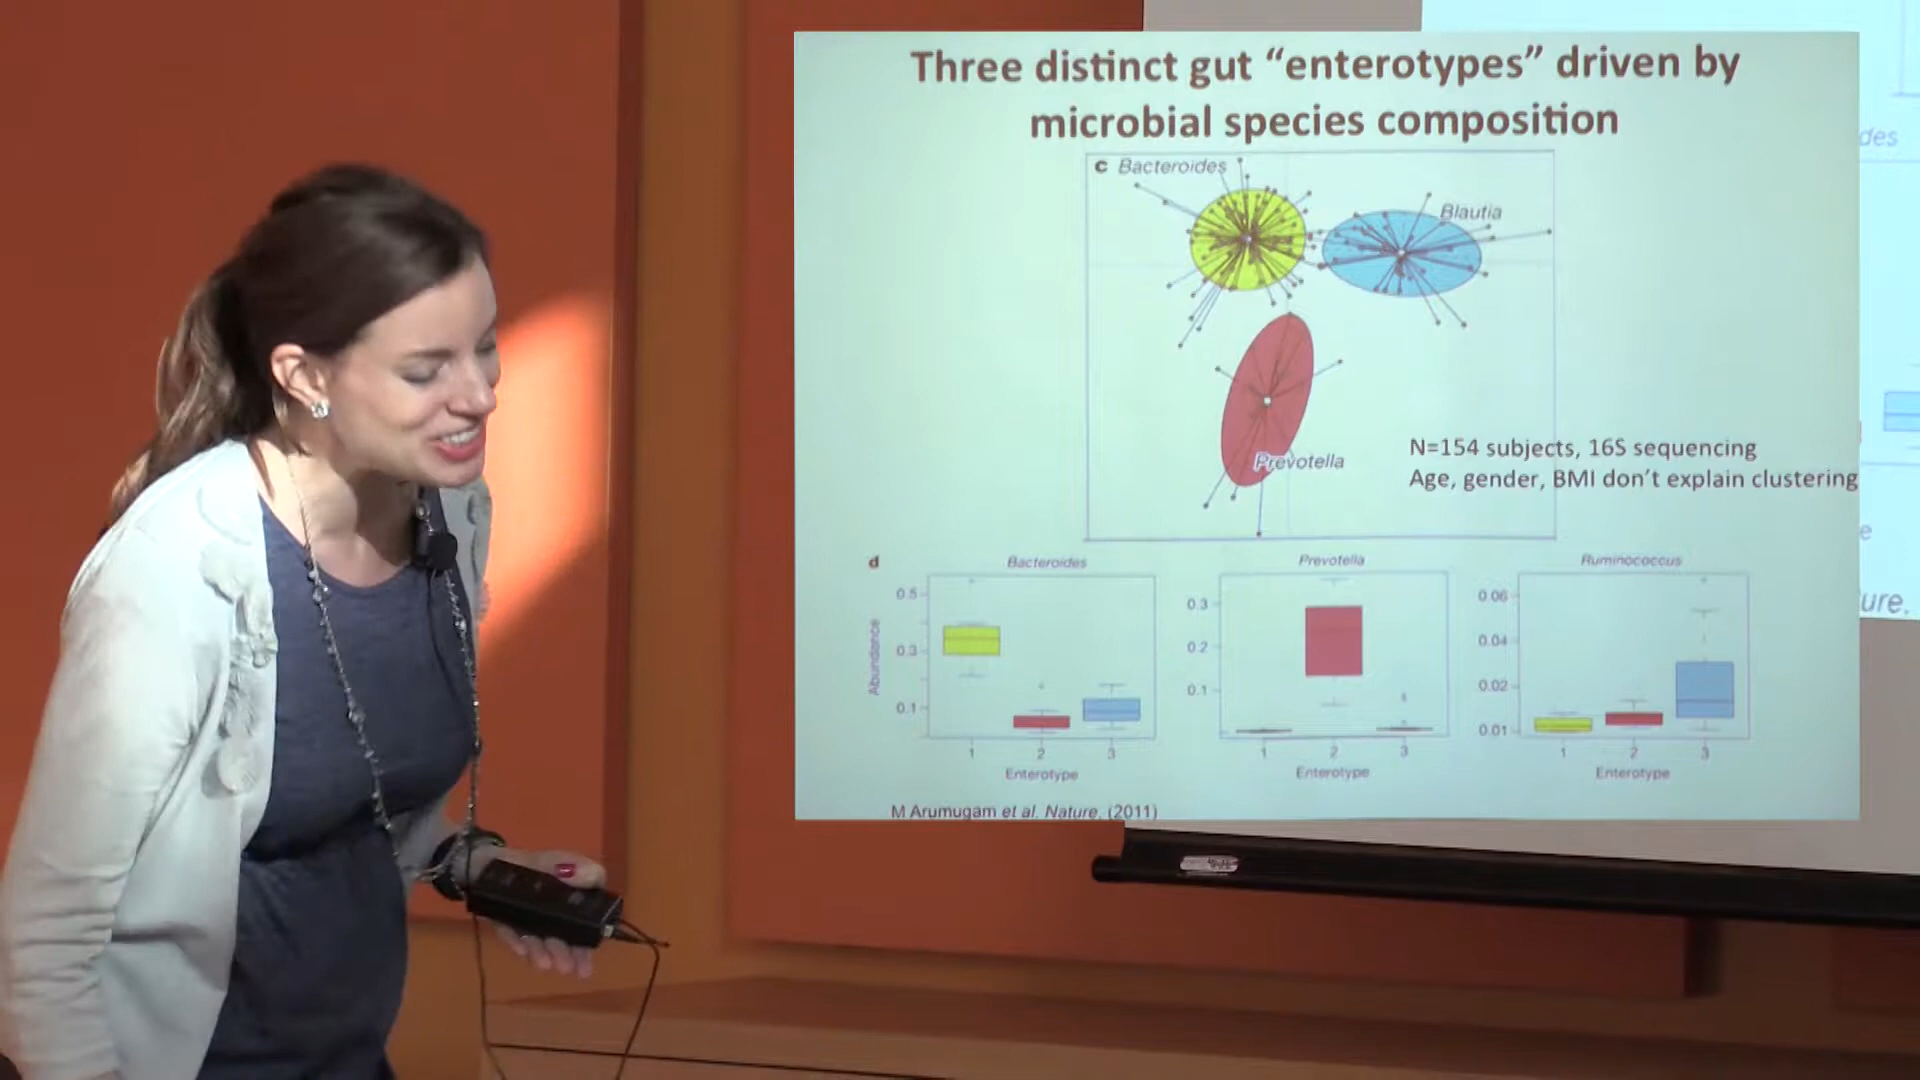 Three distinct gut “enterotypes” driven by
microbial species composition
c Bacteroides
Blautia
Prevotella
N=154 subjects, 16S sequencing
Age, gender, BMI don’t explain clustering
d
Bacteroides
Abundance
0.5
0.3
0.1
1 2 3
Enterotype
Prevotella
0.3
0.2
0.1
1 2 3
Enterotype
Ruminococcus
0.06
0.04
0.02
0.01
1 2 3
Enterotype
M Arumugam et al. Nature, (2011)
des
e
ure.